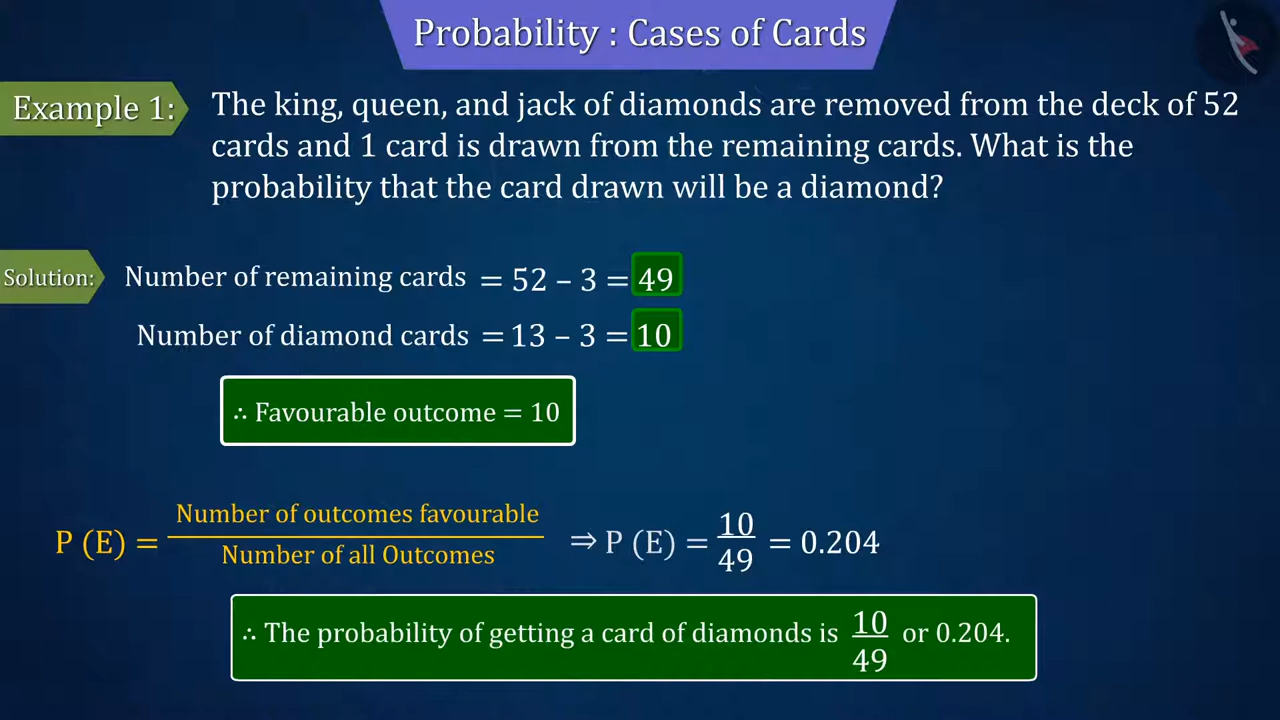 Probability : Cases of Cards
Example 1:
The king, queen, and jack of diamonds are removed from the deck of 52
cards and 1 card is drawn from the remaining cards. What is the
probability that the card drawn will be a diamond?
Solution:
Number of remaining cards = 52 – 3 = 49
Number of diamond cards = 13 – 3 = 10
∴ Favourable outcome = 10
P (E) = Number of outcomes favourable / Number of all Outcomes ⇒ P (E) = 10/49 = 0.204
∴ The probability of getting a card of diamonds is 10/49 or 0.204.